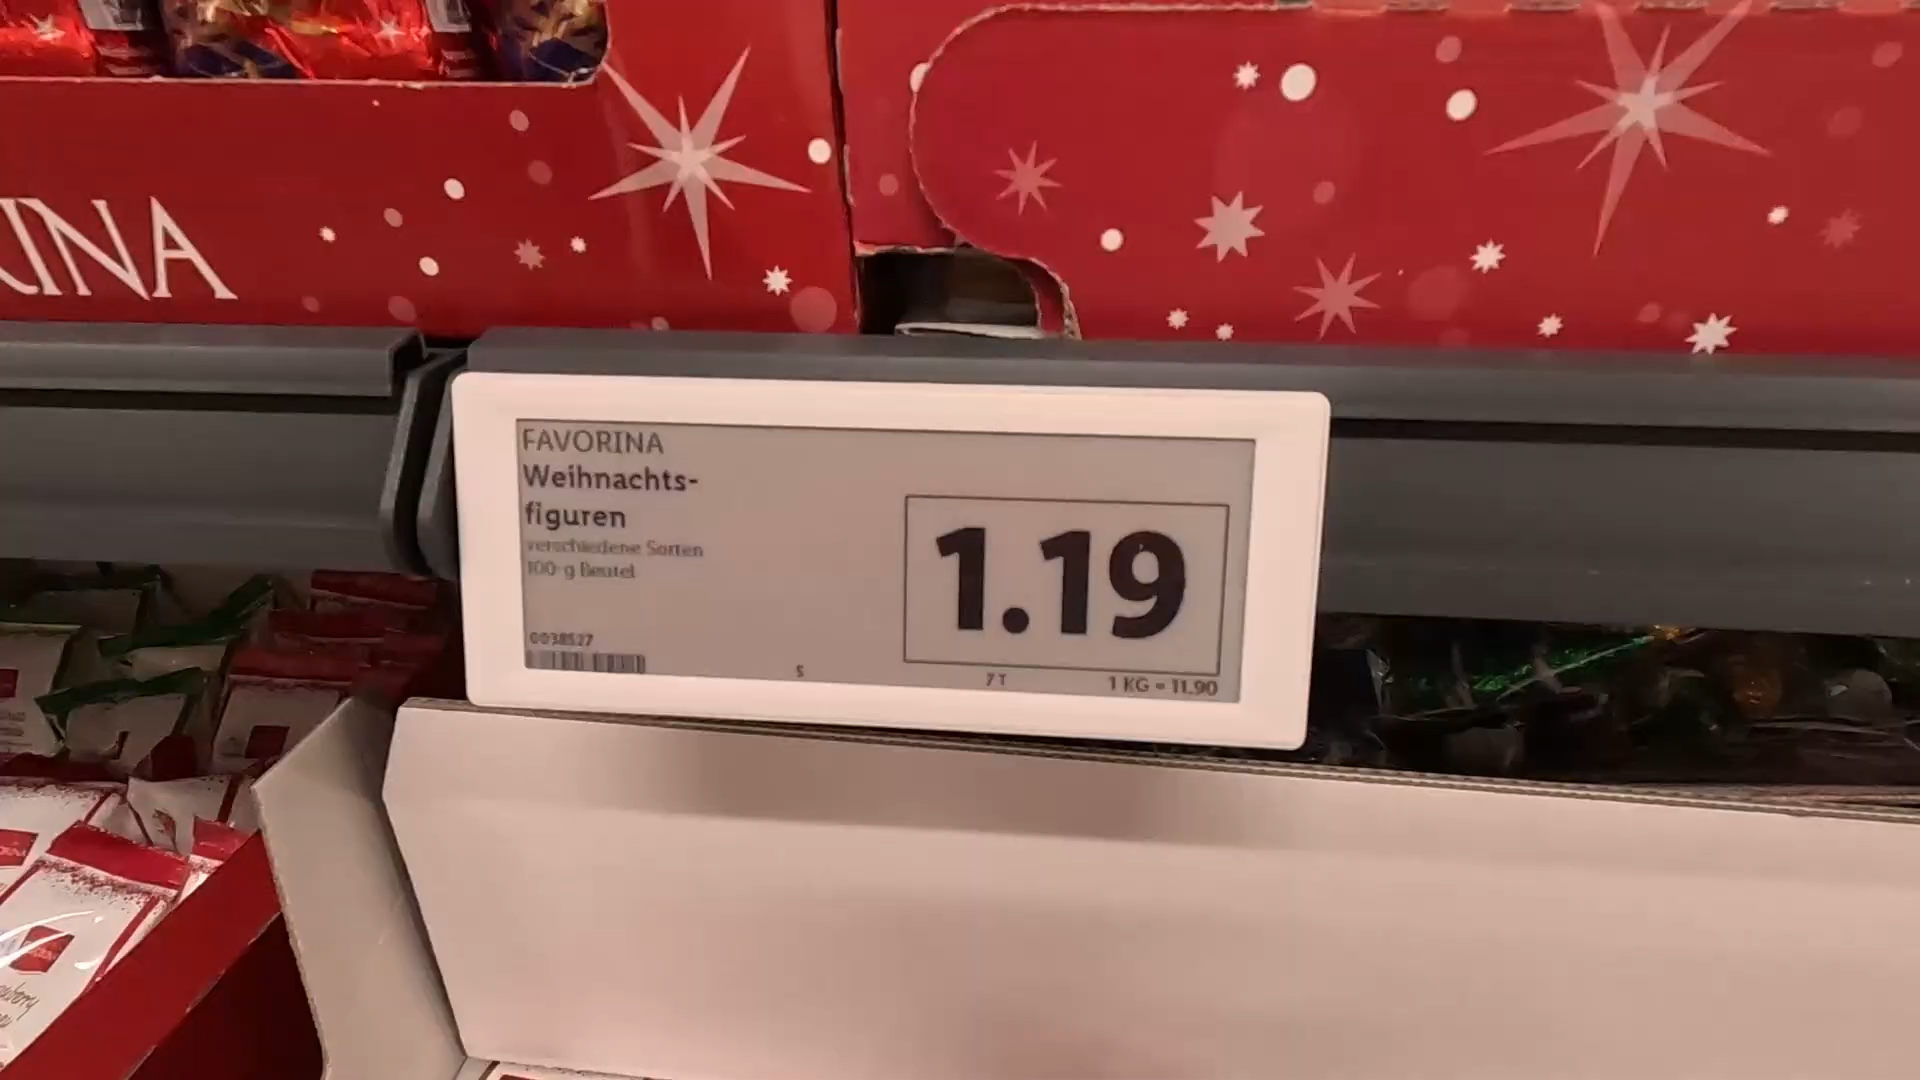 RINA
FAVORINA
Weihnachts-
figuren
verschiedene Sorten
100-g Beutel
1.19
0038527
S
7 T
1 KG = 11.90